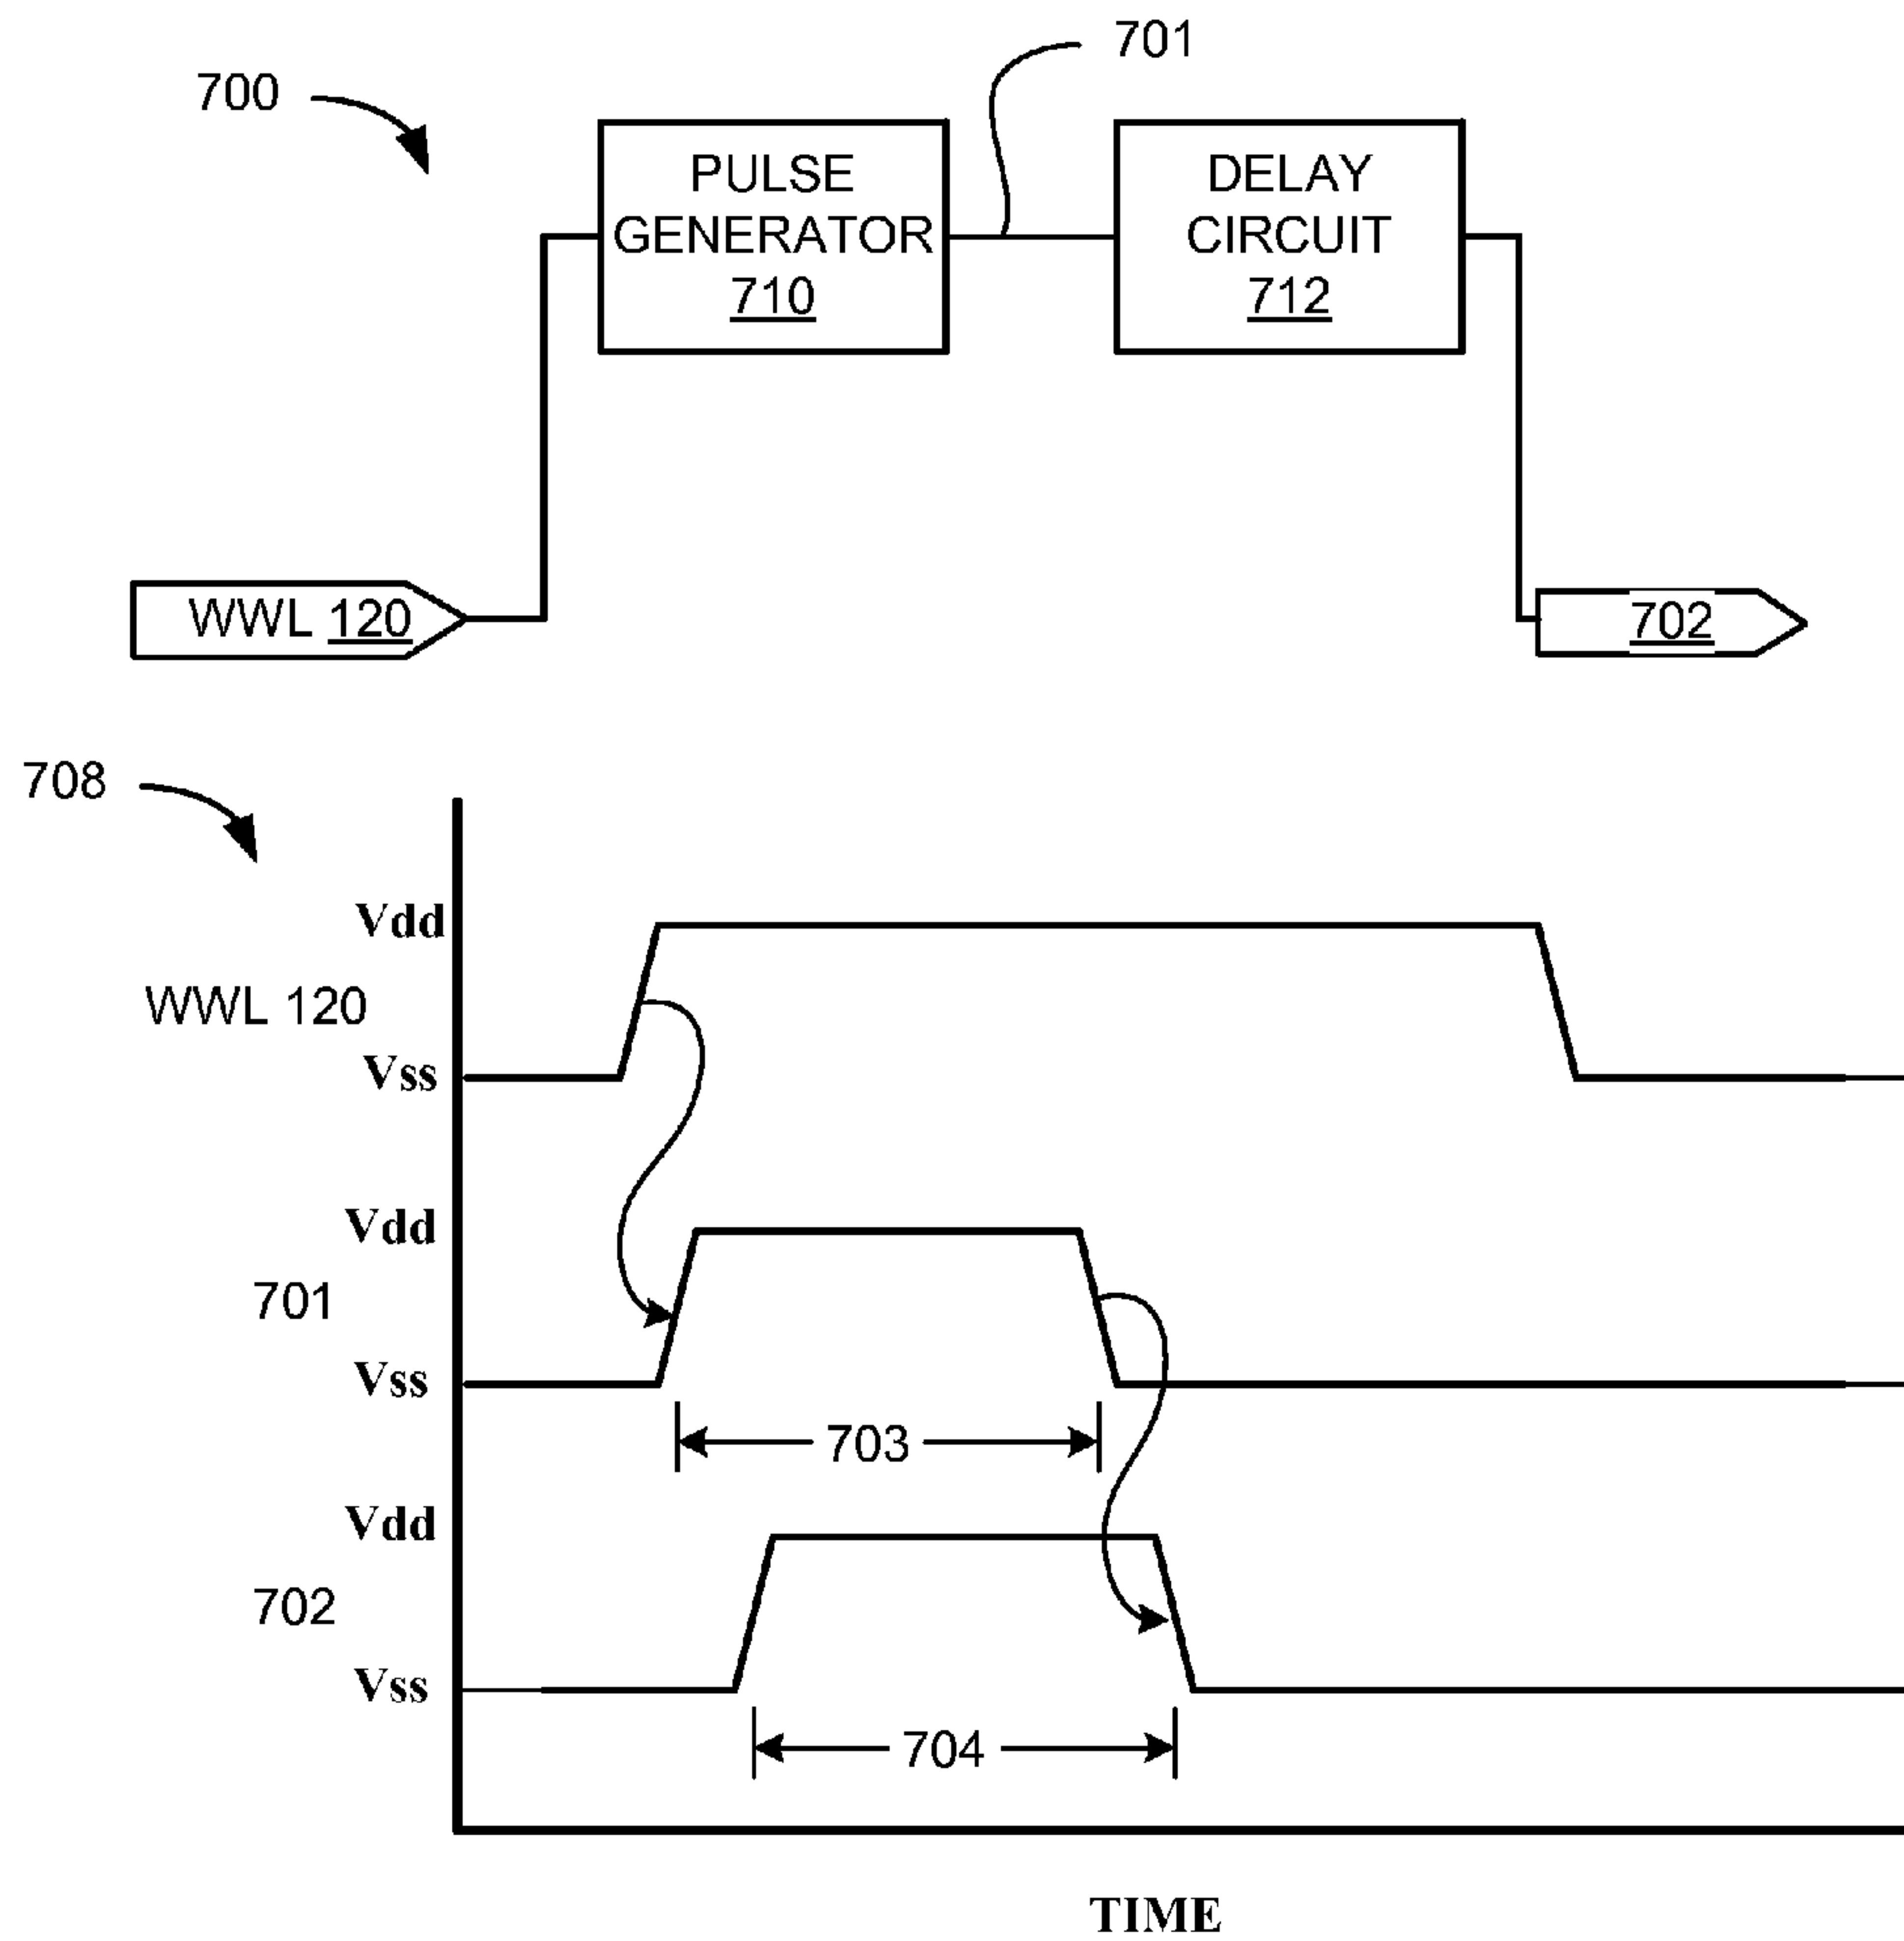 701
700
PULSE
GENERATOR
710
DELAY
CIRCUIT
712
WWL 120
702
708
Vdd
WWL 120
Vss
Vdd
701
Vss
703
Vdd
702
Vss
704
TIME